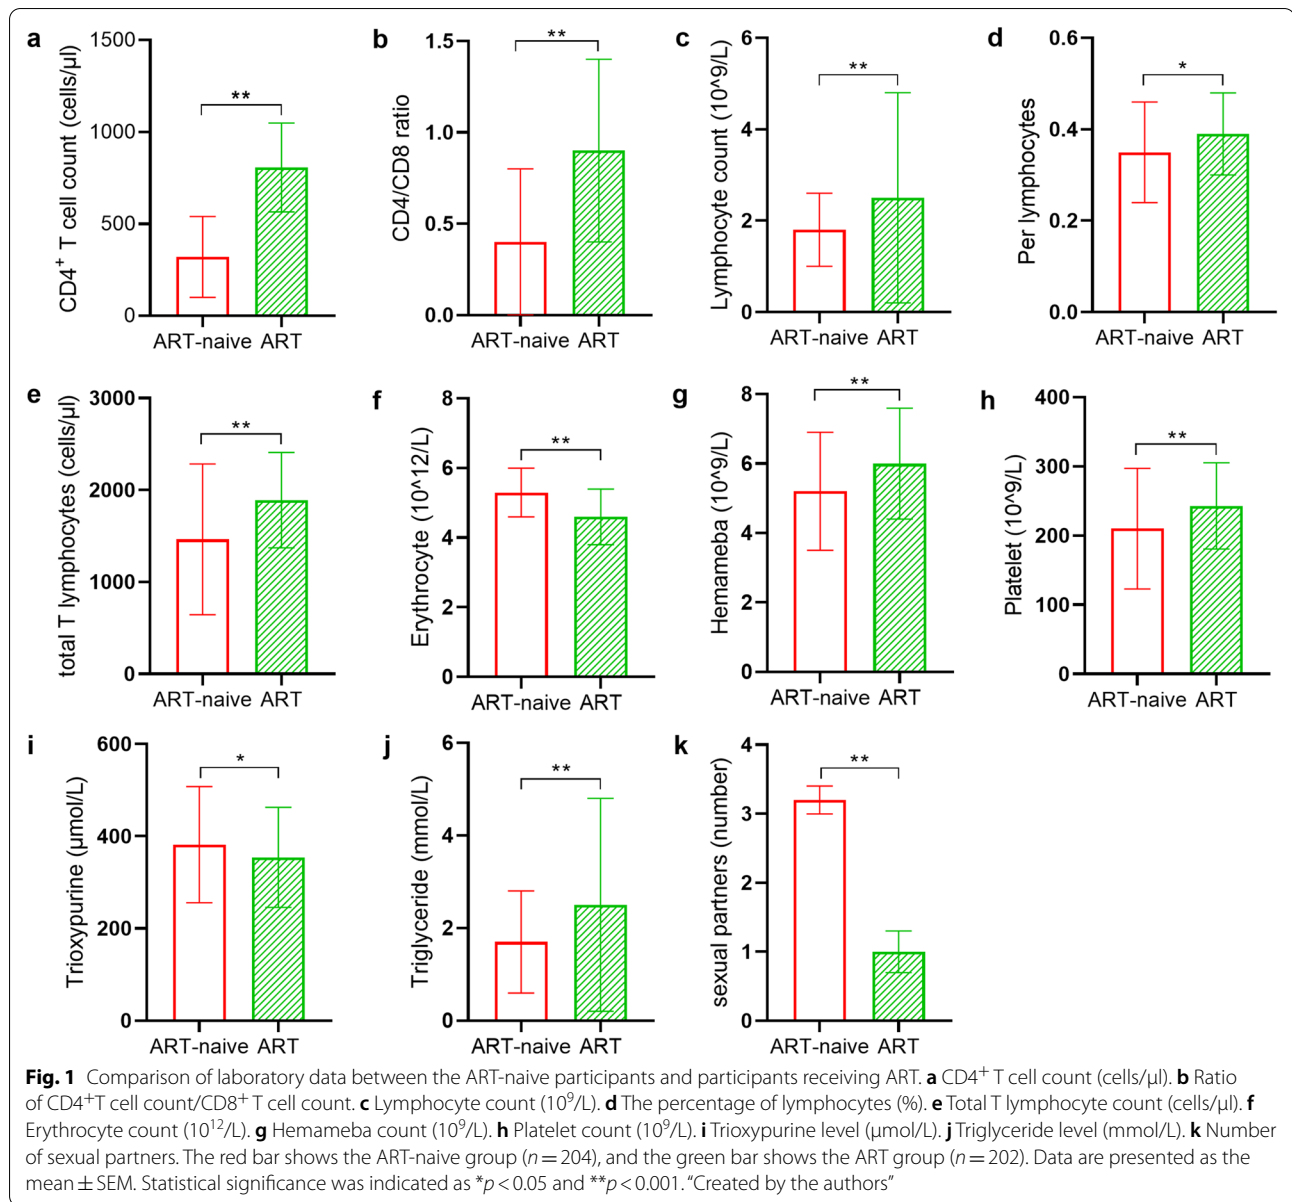 a
CD4+ T cell count (cells/µl)
1500
1000
500
0
**
ART-naive ART
b
CD4/CD8 ratio
1.5
1.0
0.5
0.0
**
ART-naive ART
c
Lymphocyte count (10^9/L)
6
4
2
0
**
ART-naive ART
d
Per lymphocytes
0.6
0.4
0.2
0.0
*
ART-naive ART
e
total T lymphocytes (cells/µl)
3000
2000
1000
0
**
ART-naive ART
f
Erythrocyte (10^12/L)
8
6
4
2
0
**
ART-naive ART
g
Hemameba (10^9/L)
8
6
4
2
0
**
ART-naive ART
h
Platelet (10^9/L)
400
300
200
100
0
**
ART-naive ART
i
Trioxypurine (µmol/L)
600
400
200
0
*
ART-naive ART
j
Triglyceride (mmol/L)
6
4
2
0
**
ART-naive ART
k
sexual partners (number)
4
3
2
1
0
**
ART-naive ART
Fig. 1 Comparison of laboratory data between the ART-naive participants and participants receiving ART. a CD4+ T cell count (cells/µl). b Ratio
of CD4+T cell count/CD8+ T cell count. c Lymphocyte count (10⁹/L). d The percentage of lymphocytes (%). e Total T lymphocyte count (cells/µl). f
Erythrocyte count (10¹²/L). g Hemameba count (10⁹/L). h Platelet count (10⁹/L). i Trioxypurine level (µmol/L). j Triglyceride level (mmol/L). k Number
of sexual partners. The red bar shows the ART-naive group (n = 204), and the green bar shows the ART group (n = 202). Data are presented as the
mean ± SEM. Statistical significance was indicated as *p < 0.05 and **p < 0.001. "Created by the authors"